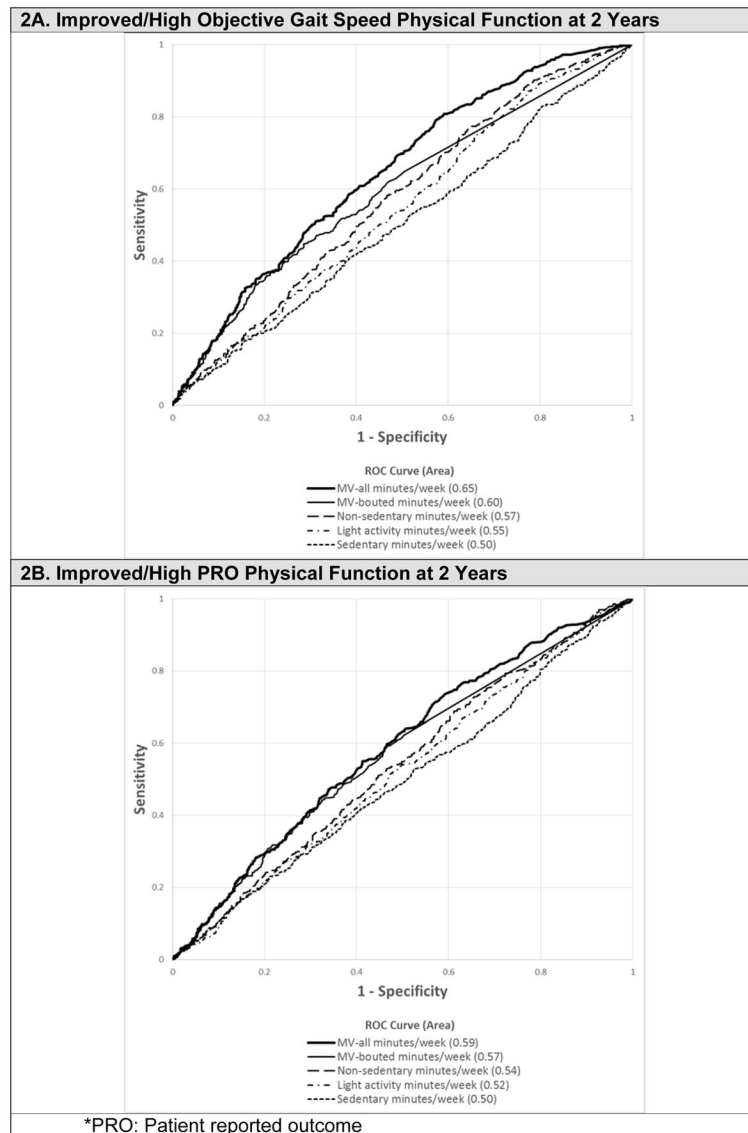 2A. Improved/High Objective Gait Speed Physical Function at 2 Years
1
0.8
0.6
0.4
0.2
0
Sensitivity
0
0.2
0.4
0.6
0.8
1
1 - Specificity
ROC Curve (Area)
MV-all minutes/week (0.65)
MV-bouted minutes/week (0.60)
Non-sedentary minutes/week (0.57)
Light activity minutes/week (0.55)
Sedentary minutes/week (0.50)
2B. Improved/High PRO Physical Function at 2 Years
1
0.8
0.6
0.4
0.2
0
Sensitivity
0
0.2
0.4
0.6
0.8
1
1 - Specificity
ROC Curve (Area)
MV-all minutes/week (0.59)
MV-bouted minutes/week (0.57)
Non-sedentary minutes/week (0.54)
Light activity minutes/week (0.52)
Sedentary minutes/week (0.50)
*PRO: Patient reported outcome